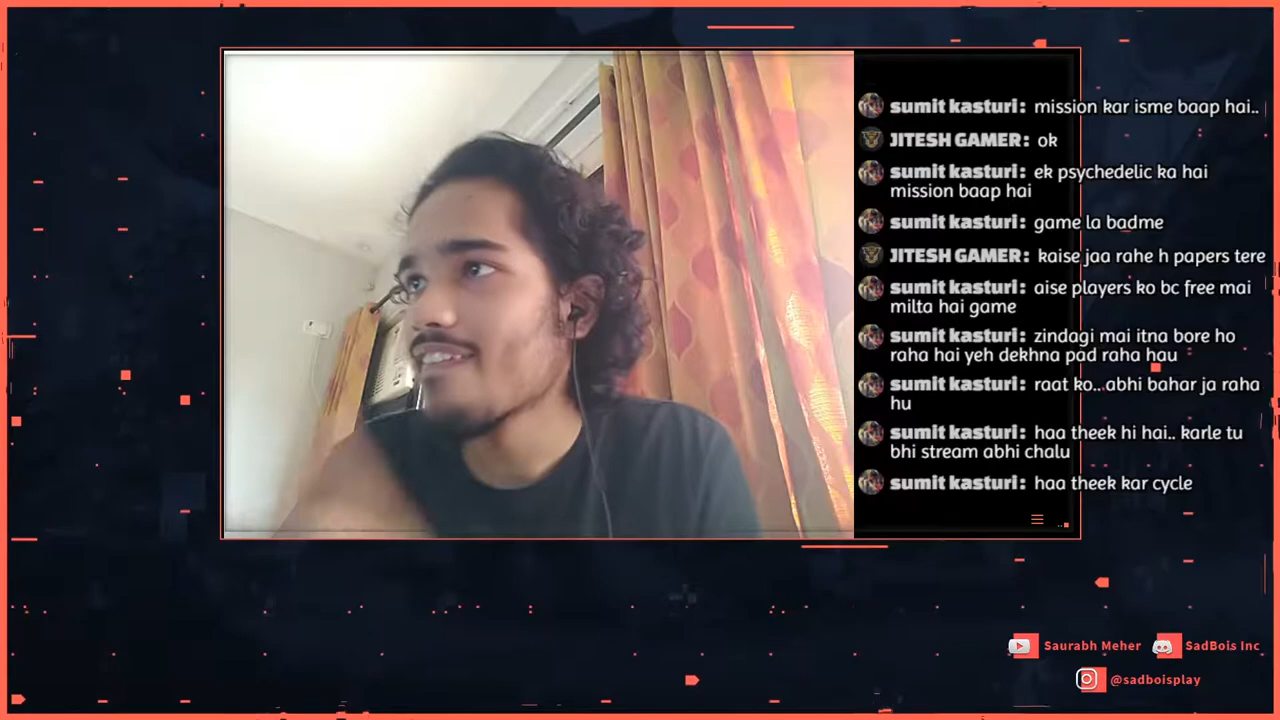 sumit kasturi: mission kar isme baap hai..
JITESH GAMER: ok
sumit kasturi: ek psychedelic ka hai
mission baap hai
sumit kasturi: game la badme
JITESH GAMER: kaise jaa rahe h papers tere
sumit kasturi: aise players ko bc free mai
milta hai game
sumit kasturi: zindagi mai itna bore ho
raha hai yeh dekhna pad raha hau
sumit kasturi: raat ko.. abhi bahar ja raha
hu
sumit kasturi: haa theek hi hai.. karle tu
bhi stream abhi chalu
sumit kasturi: haa theek kar cycle
Saurabh Meher SadBois Inc
@sadboisplay